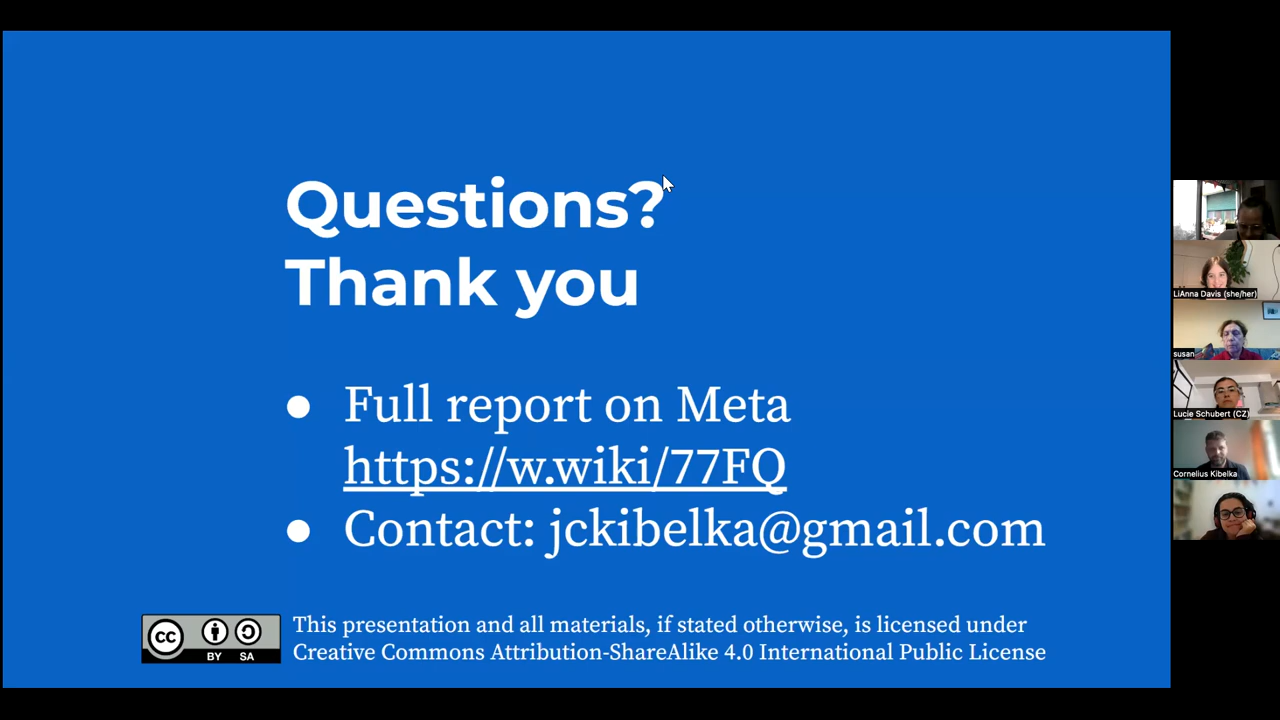 Questions?
Thank you
● Full report on Meta
https://w.wiki/77FQ
● Contact: jckibelka@gmail.com
cc
BY SA
This presentation and all materials, if stated otherwise, is licensed under
Creative Commons Attribution-ShareAlike 4.0 International Public License
LiAnna Davis (she/her)
susan
Lucie Schubert (CZ)
Cornelius Kibelka